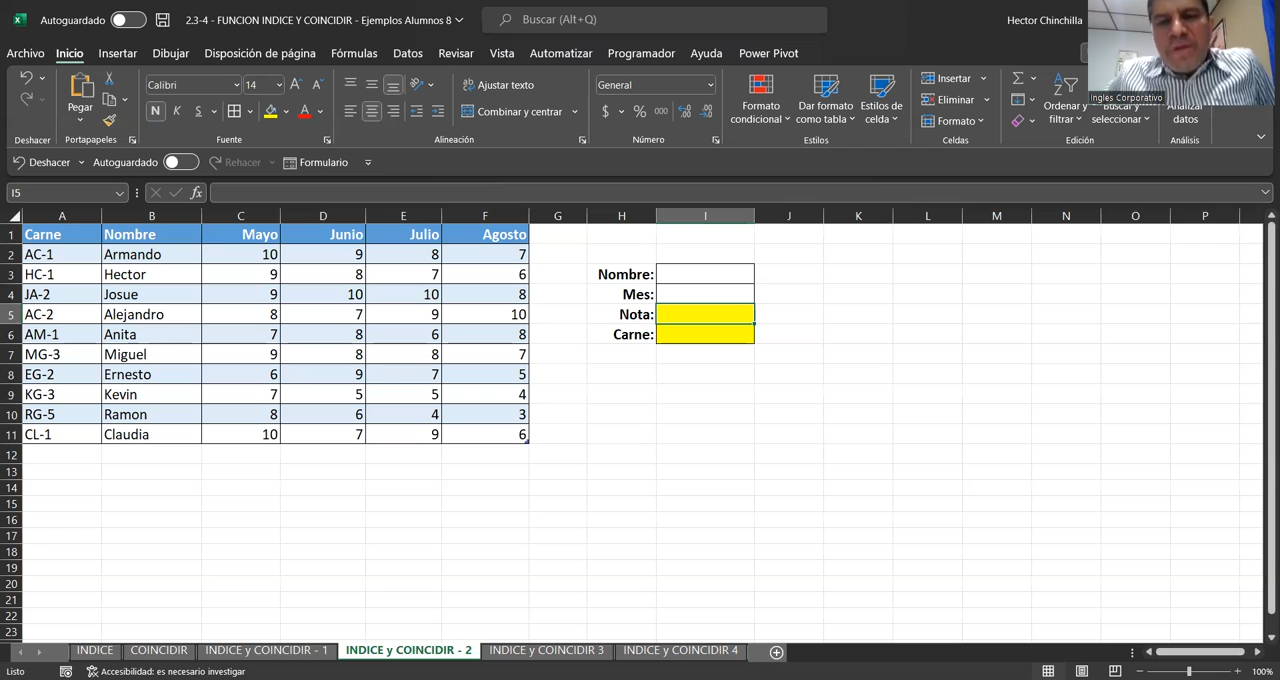 Autoguardado
2.3-4 - FUNCION INDICE Y COINCIDIR - Ejemplos Alumnos 8
Buscar (Alt+Q)
Hector Chinchilla
Archivo Inicio Insertar Dibujar Disposición de página Fórmulas Datos Revisar Vista Automatizar Programador Ayuda Power Pivot
Pegar
Calibri 14
N K S
Ajustar texto
Combinar y centrar
General
$ % 000
Formato condicional
Dar formato como tabla
Estilos de celda
Insertar
Eliminar
Formato
Ordenar y filtrar
Buscar y seleccionar
Analizar datos
Ingles Corporativo
Deshacer Portapapeles Fuente Alineación Número Estilos Celdas Edición Análisis
Deshacer Autoguardado Rehacer Formulario
I5 fx
A B C D E F G H I J K L M N O P
1 Carne Nombre Mayo Junio Julio Agosto
2 AC-1 Armando 10 9 8 7
3 HC-1 Hector 9 8 7 6 Nombre:
4 JA-2 Josue 9 10 10 8 Mes:
5 AC-2 Alejandro 8 7 9 10 Nota:
6 AM-1 Anita 7 8 6 8 Carne:
7 MG-3 Miguel 9 8 8 7
8 EG-2 Ernesto 6 9 7 5
9 KG-3 Kevin 7 5 5 4
10 RG-5 Ramon 8 6 4 3
11 CL-1 Claudia 10 7 9 6
12
13
14
15
16
17
18
19
20
21
22
23
INDICE COINCIDIR INDICE y COINCIDIR - 1 INDICE y COINCIDIR - 2 INDICE y COINCIDIR 3 INDICE y COINCIDIR 4
Listo Accesibilidad: es necesario investigar 100%